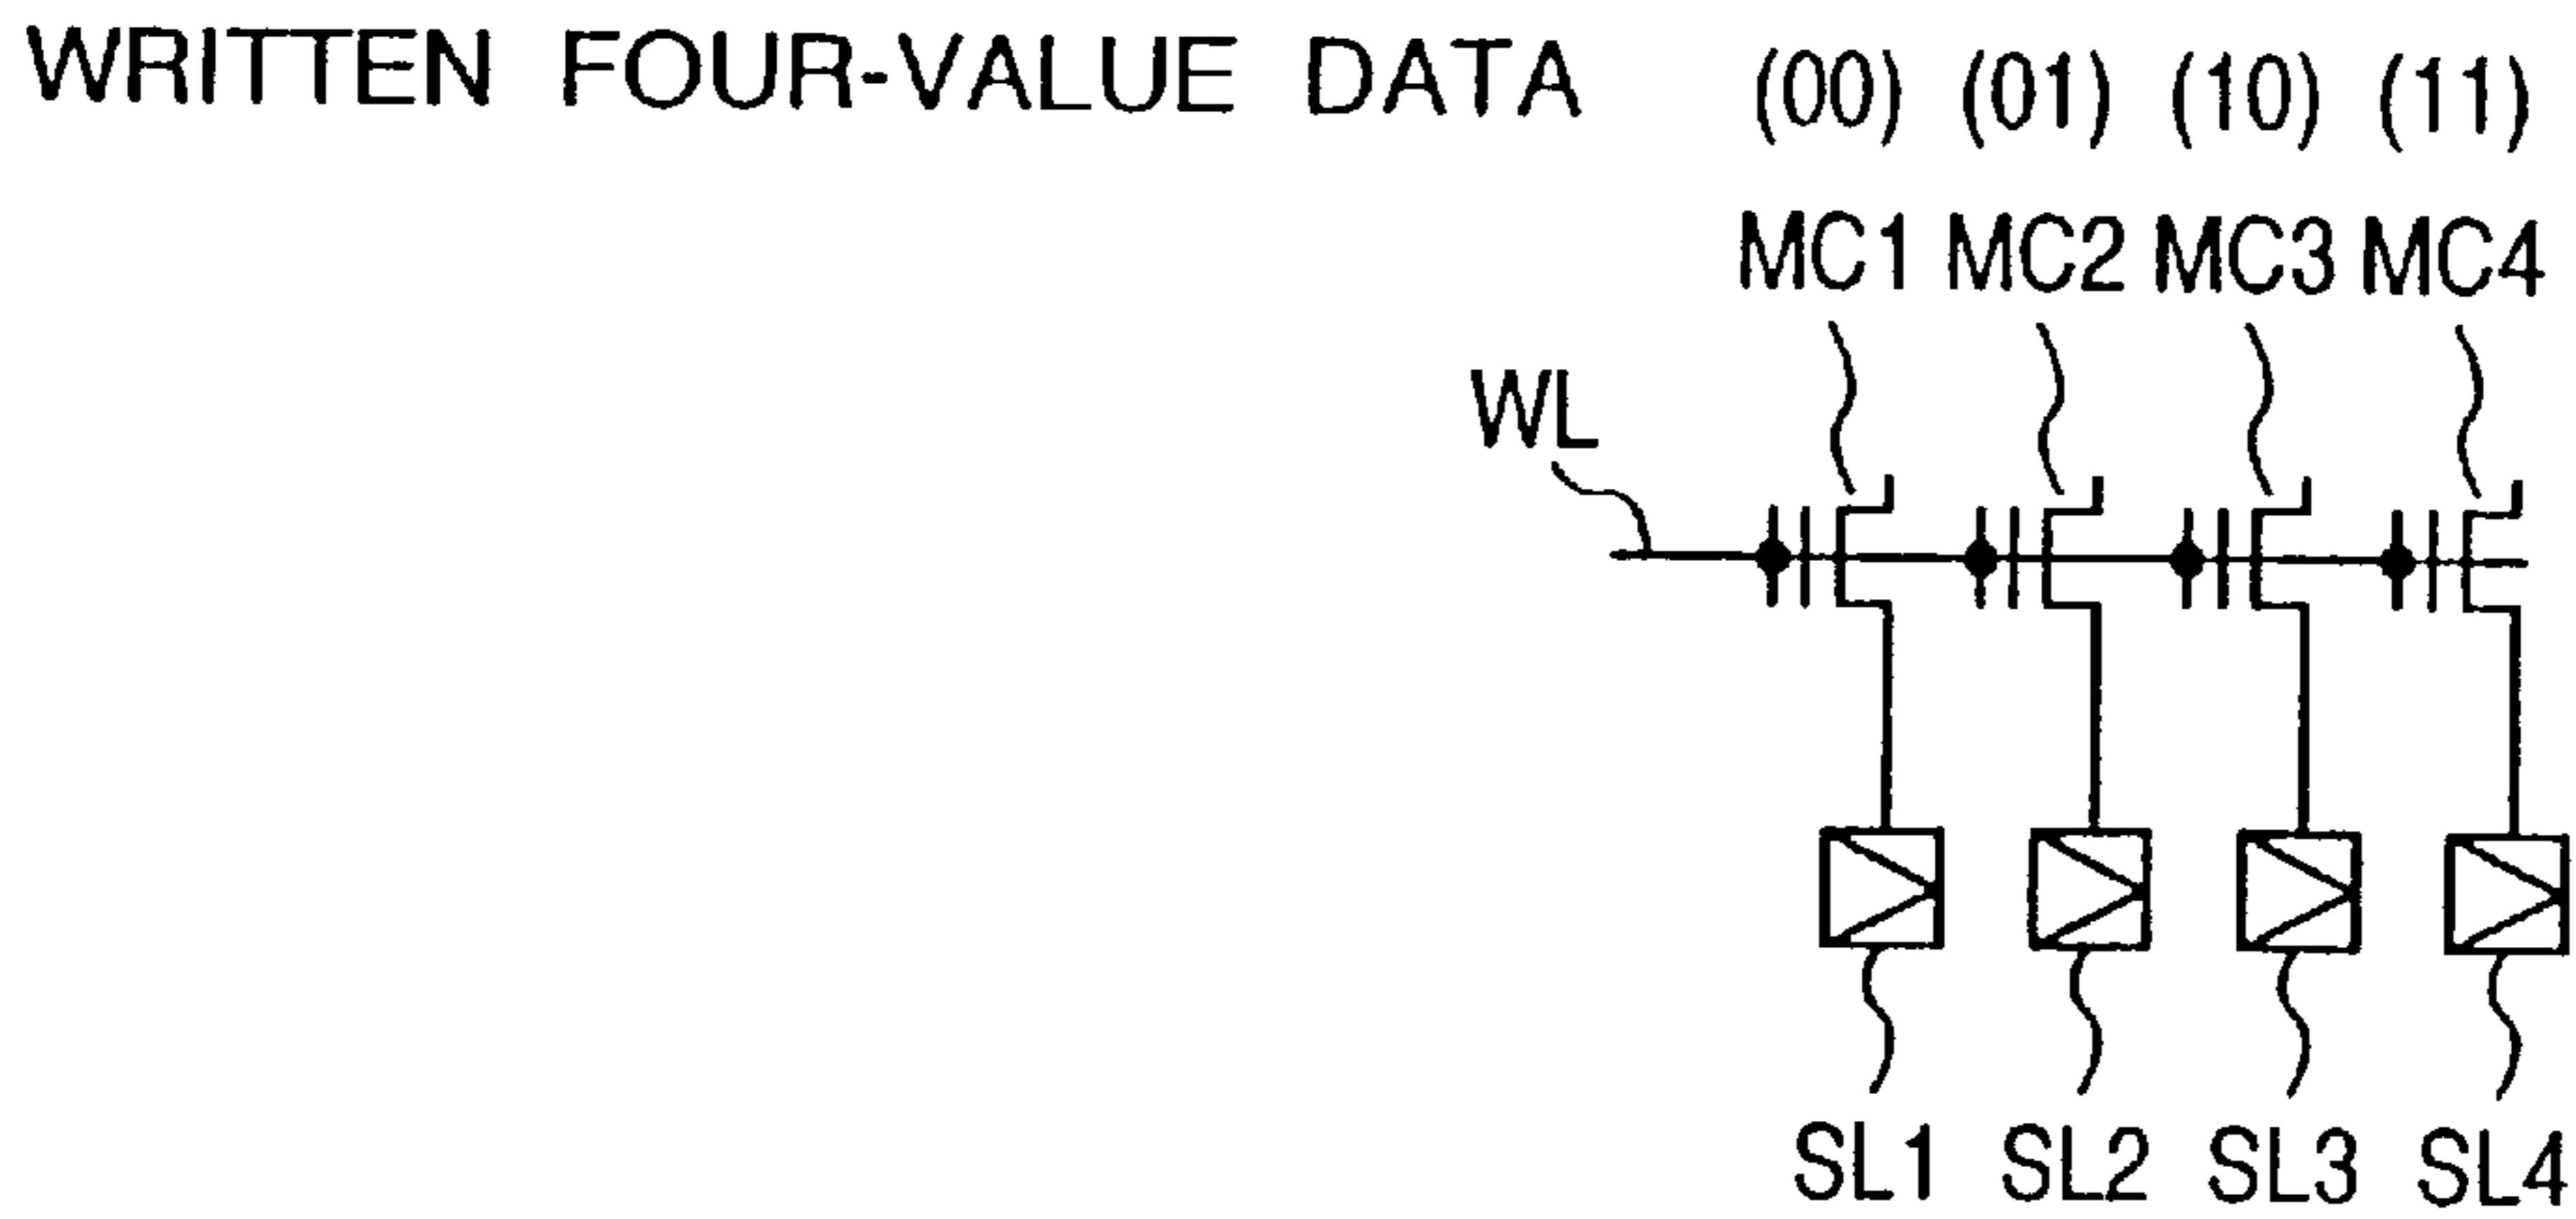 WRITTEN FOUR-VALUE DATA (00) (01) (10) (11)
MC1 MC2 MC3 MC4
WL
SL1 SL2 SL3 SL4